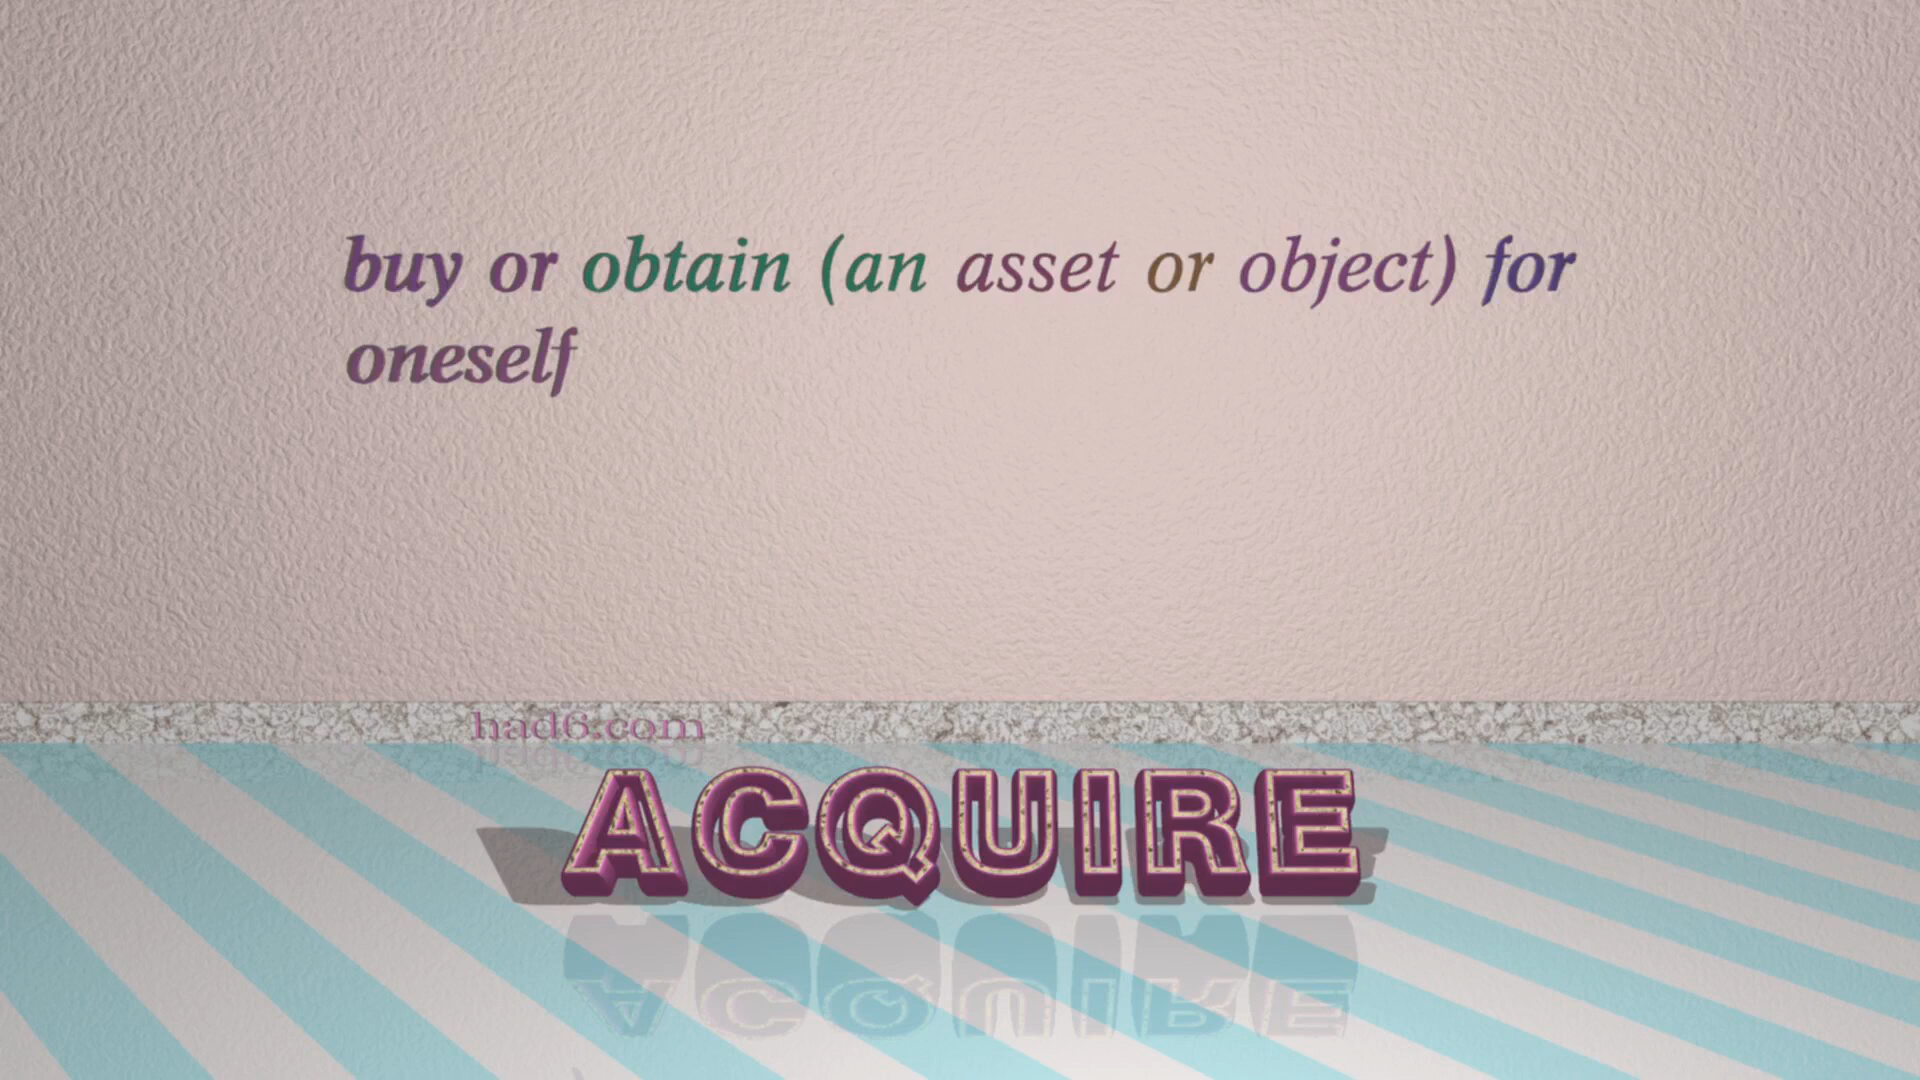 buy or obtain (an asset or object) for
oneself
had6.com
ACQUIRE